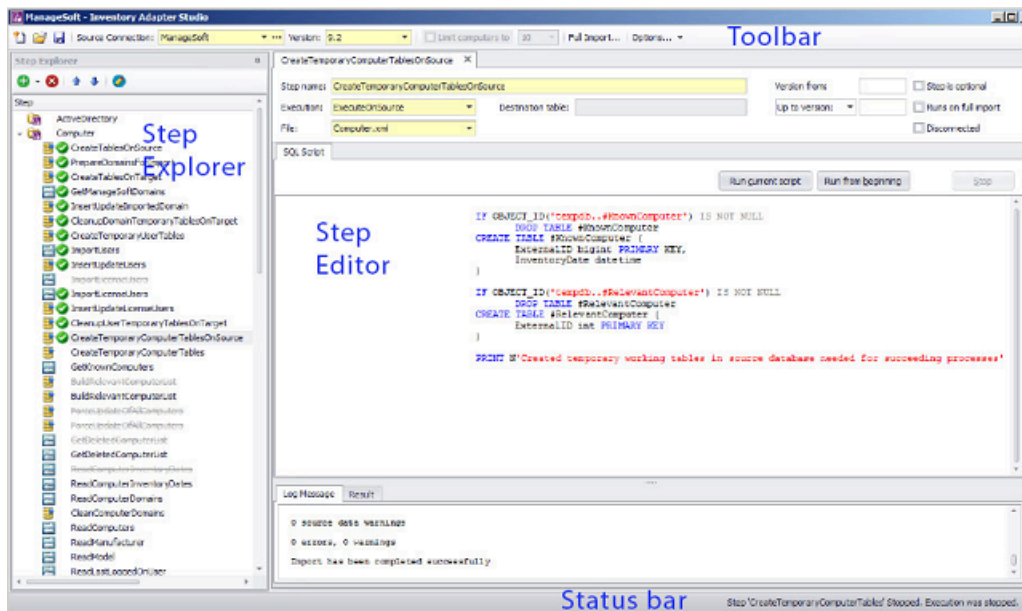 ManageSoft - Inventory Adapter Studio
Source Connection: ManageSoft Version: 9.2 Limit computers to 10 Full Import... Options...
Toolbar
Step Explorer
CreateTemporaryComputerTablesOnSource
Step name: CreateTemporaryComputerTablesOnSource Version from: Step is optional
Execution: ExecuteOnSource Destination table: Up to version: Runs on full import
File: Computer.xml Disconnected
SQL Script
Run current script Run from beginning Stop
Step
ActiveDirectory
Computer
Step Explorer
CreateTablesOnSource
PrepareDomainsForImport
CreateTablesOnTarget
GetManageSoftDomains
InsertUpdateImportedDomain
CleanupDomainTemporaryTablesOnTarget
CreateTemporaryUserTables
ImportUsers
InsertUpdateUsers
ImportLicenseUsers
ImportLicenseUsers
InsertUpdateLicenseUsers
CleanupUserTemporaryTablesOnTarget
CreateTemporaryComputerTablesOnSource
CreateTemporaryComputerTables
GetKnownComputers
BuildRelevantComputerList
BuildRelevantComputerList
ForceUpdateOfAllComputers
ForceUpdateOfAllComputers
GetDeletedComputerList
GetDeletedComputerList
ReadComputerInventoryDates
ReadComputerInventoryDates
ReadComputerDomains
CleanComputerDomains
ReadComputers
ReadManufacturer
ReadModel
ReadLastLoggedOnUser
Step
Editor
IF OBJECT_ID('tempdb..#KnownComputer') IS NOT NULL
DROP TABLE #KnownComputer
CREATE TABLE #KnownComputer (
ExternalID bigint PRIMARY KEY,
InventoryDate datetime
)
IF OBJECT_ID('tempdb..#RelevantComputer') IS NOT NULL
DROP TABLE #RelevantComputer
CREATE TABLE #RelevantComputer (
ExternalID int PRIMARY KEY
)
PRINT N'Created temporary working tables in source database needed for succeeding processes'
Log Message Result
0 source data warnings
0 errors, 0 warnings
Import has been completed successfully
Status bar
Step 'CreateTemporaryComputerTables' Stopped. Execution was stopped.